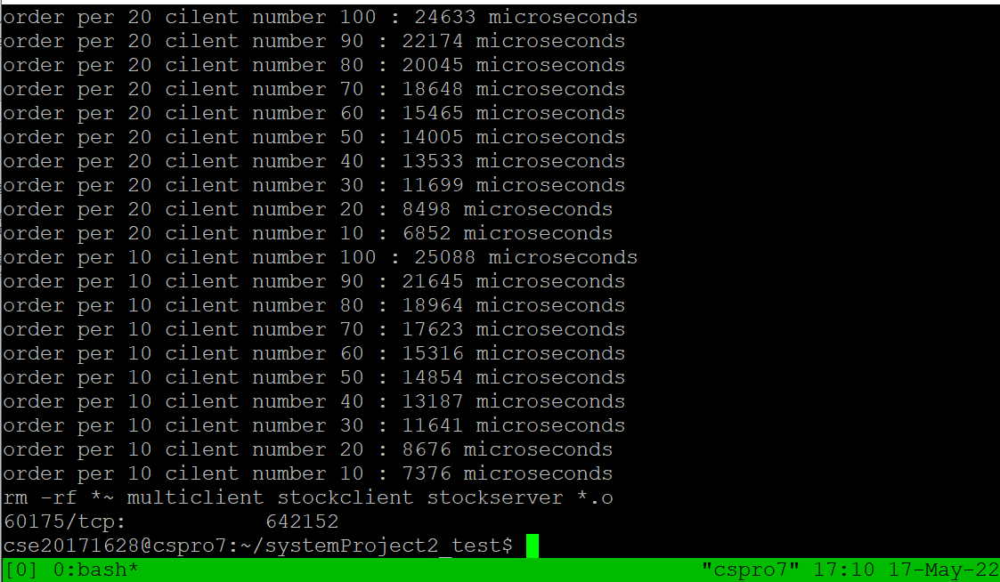 order per 20 cilent number 100 : 24633 microseconds
order per 20 cilent number 90 : 22174 microseconds
order per 20 cilent number 80 : 20045 microseconds
order per 20 cilent number 70 : 18648 microseconds
order per 20 cilent number 60 : 15465 microseconds
order per 20 cilent number 50 : 14005 microseconds
order per 20 cilent number 40 : 13533 microseconds
order per 20 cilent number 30 : 11699 microseconds
order per 20 cilent number 20 : 8498 microseconds
order per 20 cilent number 10 : 6852 microseconds
order per 10 cilent number 100 : 25088 microseconds
order per 10 cilent number 90 : 21645 microseconds
order per 10 cilent number 80 : 18964 microseconds
order per 10 cilent number 70 : 17623 microseconds
order per 10 cilent number 60 : 15316 microseconds
order per 10 cilent number 50 : 14854 microseconds
order per 10 cilent number 40 : 13187 microseconds
order per 10 cilent number 30 : 11641 microseconds
order per 10 cilent number 20 : 8676 microseconds
order per 10 cilent number 10 : 7376 microseconds
rm -rf *~ multiclient stockclient stockserver *.o
60175/tcp: 642152
cse20171628@cspro7:~/systemProject2_test$
[0] 0:bash* "cspro7" 17:10 17-May-22